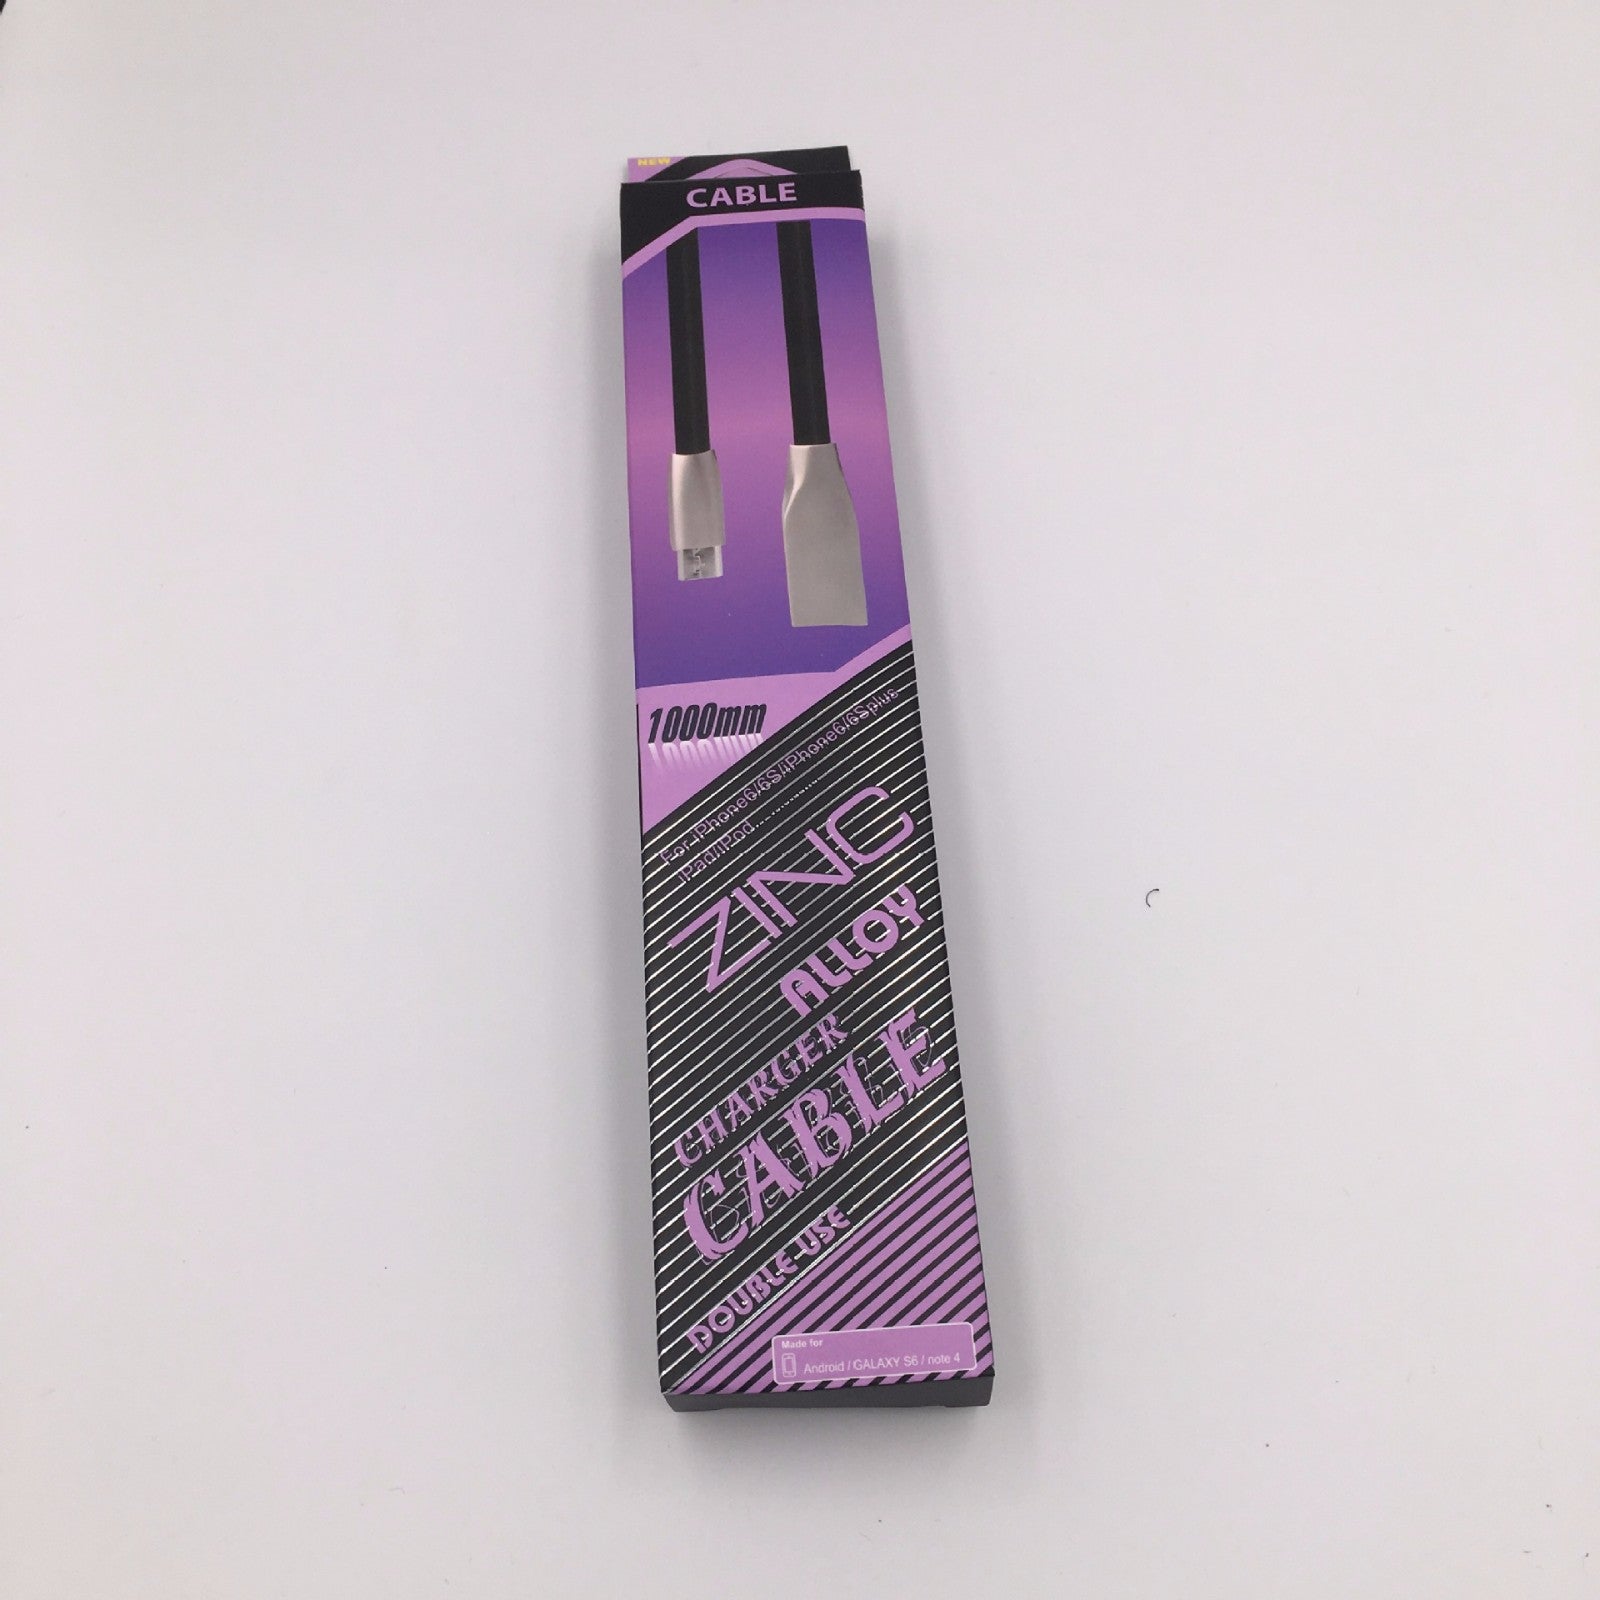 NEW
CABLE
1000mm
For iPhone6/6S/iPhone6/6Splus
iPad/iPod...
ZINC
ALLOY
CHARGER
CABLE
DOUBLE-USE
Made for
Android / GALAXY S6 / note 4